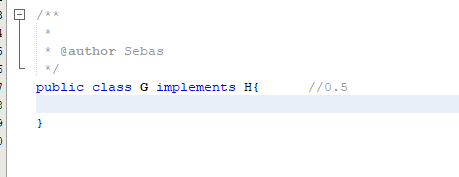 /**
*
* @author Sebas
*/
public class G implements H{ //0.5
}